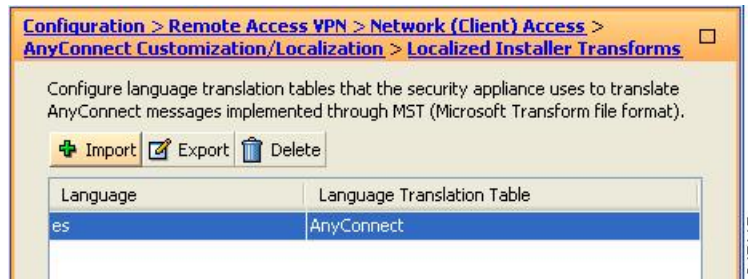 Configuration > Remote Access VPN > Network (Client) Access >
AnyConnect Customization/Localization > Localized Installer Transforms
Configure language translation tables that the security appliance uses to translate
AnyConnect messages implemented through MST (Microsoft Transform file format).
Import Export Delete
Language Language Translation Table
es AnyConnect